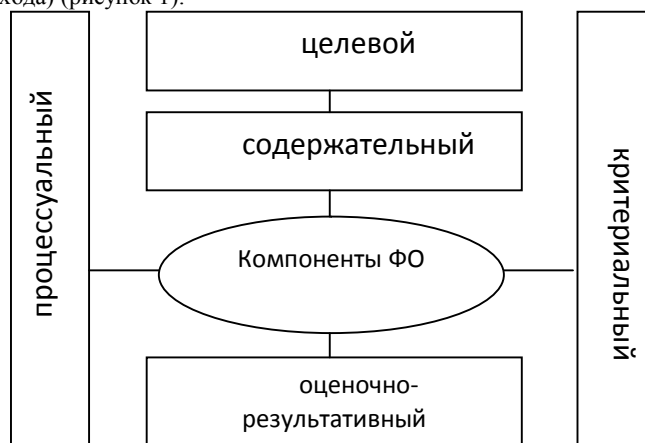 хода) (рисунок 1).
целевой
содержательный
процессуальный
Компоненты ФО
критериальный
оценочно-
результативный